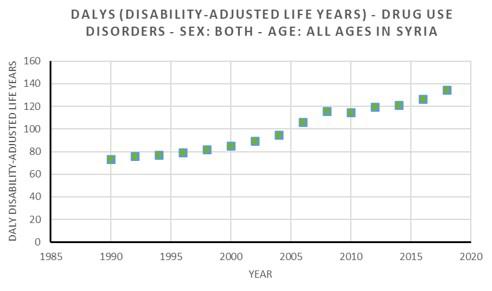 DALYS (DISABILITY-ADJUSTED LIFE YEARS) - DRUG USE
DISORDERS - SEX: BOTH - AGE: ALL AGES IN SYRIA
DALY DISABILITY-ADJUSTED LIFE YEARS
160
140
120
100
80
60
40
20
0
1985 1990 1995 2000 2005 2010 2015 2020
YEAR